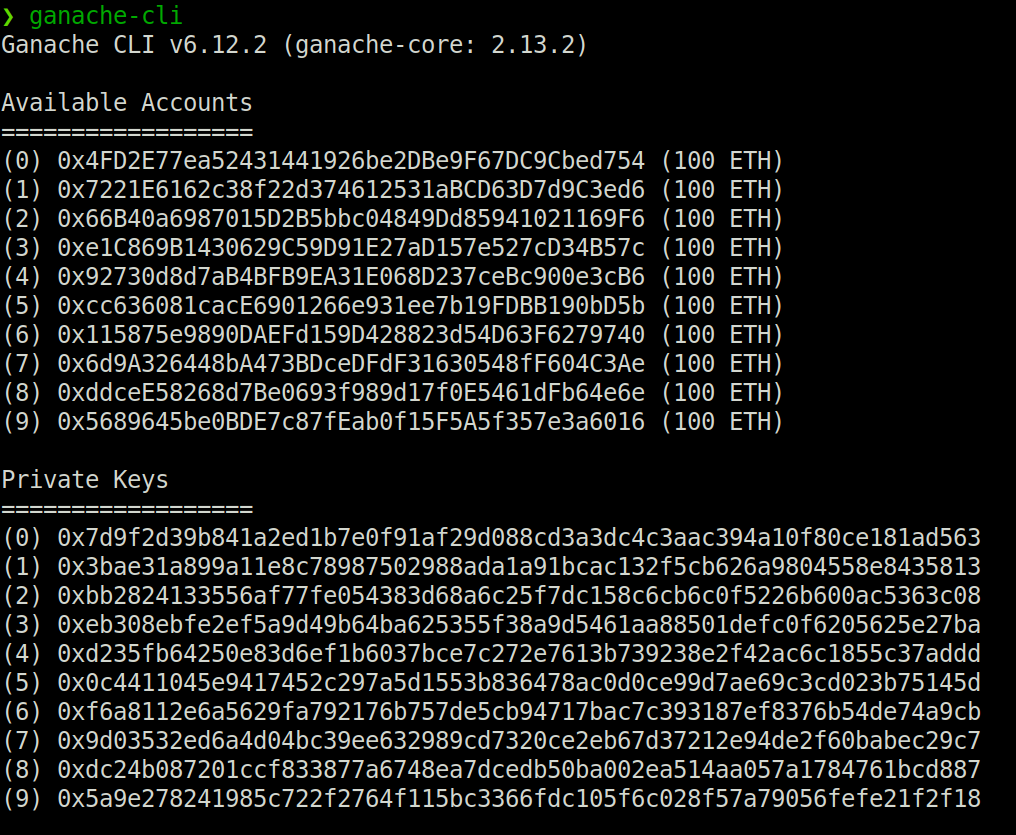 ❯ ganache-cli
Ganache CLI v6.12.2 (ganache-core: 2.13.2)
Available Accounts
==================
(0) 0x4FD2E77ea52431441926be2DBe9F67DC9Cbed754 (100 ETH)
(1) 0x7221E6162c38f22d374612531aBCD63D7d9C3ed6 (100 ETH)
(2) 0x66B40a6987015D2B5bbc04849Dd85941021169F6 (100 ETH)
(3) 0xe1C869B1430629C59D91E27aD157e527cD34B57c (100 ETH)
(4) 0x92730d8d7aB4BFB9EA31E068D237ceBc900e3cB6 (100 ETH)
(5) 0xcc636081cacE6901266e931ee7b19FDBB190bD5b (100 ETH)
(6) 0x115875e9890DAEFd159D428823d54D63F6279740 (100 ETH)
(7) 0x6d9A326448bA473BDceDFdF31630548fF604C3Ae (100 ETH)
(8) 0xddceE58268d7Be0693f989d17f0E5461dFb64e6e (100 ETH)
(9) 0x5689645be0BDE7c87fEab0f15F5A5f357e3a6016 (100 ETH)
Private Keys
==================
(0) 0x7d9f2d39b841a2ed1b7e0f91af29d088cd3a3dc4c3aac394a10f80ce181ad563
(1) 0x3bae31a899a11e8c78987502988ada1a91bcac132f5cb626a9804558e8435813
(2) 0xbb2824133556af77fe054383d68a6c25f7dc158c6cb6c0f5226b600ac5363c08
(3) 0xeb308ebfe2ef5a9d49b64ba625355f38a9d5461aa88501defc0f6205625e27ba
(4) 0xd235fb64250e83d6ef1b6037bce7c272e7613b739238e2f42ac6c1855c37addd
(5) 0x0c4411045e9417452c297a5d1553b836478ac0d0ce99d7ae69c3cd023b75145d
(6) 0xf6a8112e6a5629fa792176b757de5cb94717bac7c393187ef8376b54de74a9cb
(7) 0x9d03532ed6a4d04bc39ee632989cd7320ce2eb67d37212e94de2f60babec29c7
(8) 0xdc24b087201ccf833877a6748ea7dcedb50ba002ea514aa057a1784761bcd887
(9) 0x5a9e278241985c722f2764f115bc3366fdc105f6c028f57a79056fefe21f2f18